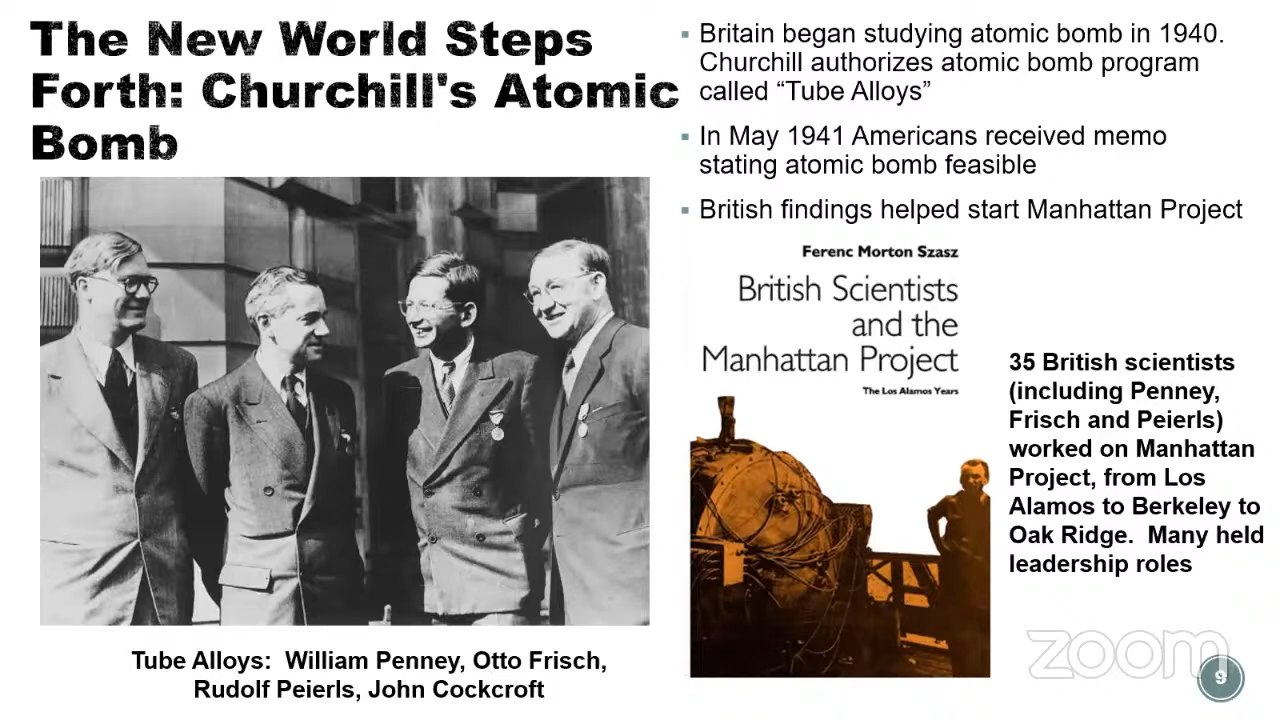 The New World Steps
Forth: Churchill's Atomic
Bomb
▪ Britain began studying atomic bomb in 1940.
Churchill authorizes atomic bomb program
called “Tube Alloys”
▪ In May 1941 Americans received memo
stating atomic bomb feasible
▪ British findings helped start Manhattan Project
Ferenc Morton Szasz
British Scientists
and the
Manhattan Project
The Los Alamos Years
35 British scientists
(including Penney,
Frisch and Peierls)
worked on Manhattan
Project, from Los
Alamos to Berkeley to
Oak Ridge.  Many held
leadership roles
Tube Alloys:  William Penney, Otto Frisch,
Rudolf Peierls, John Cockcroft
zoom
9